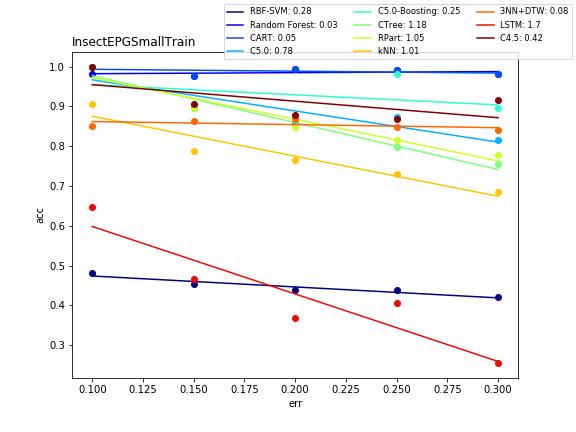 RBF-SVM: 0.28
Random Forest: 0.03
CART: 0.05
C5.0: 0.78
C5.0-Boosting: 0.25
CTree: 1.18
RPart: 1.05
kNN: 1.01
3NN+DTW: 0.08
LSTM: 1.7
C4.5: 0.42
InsectEPGSmallTrain
acc
1.0
0.9
0.8
0.7
0.6
0.5
0.4
0.3
0.100
0.125
0.150
0.175
0.200
0.225
0.250
0.275
0.300
err